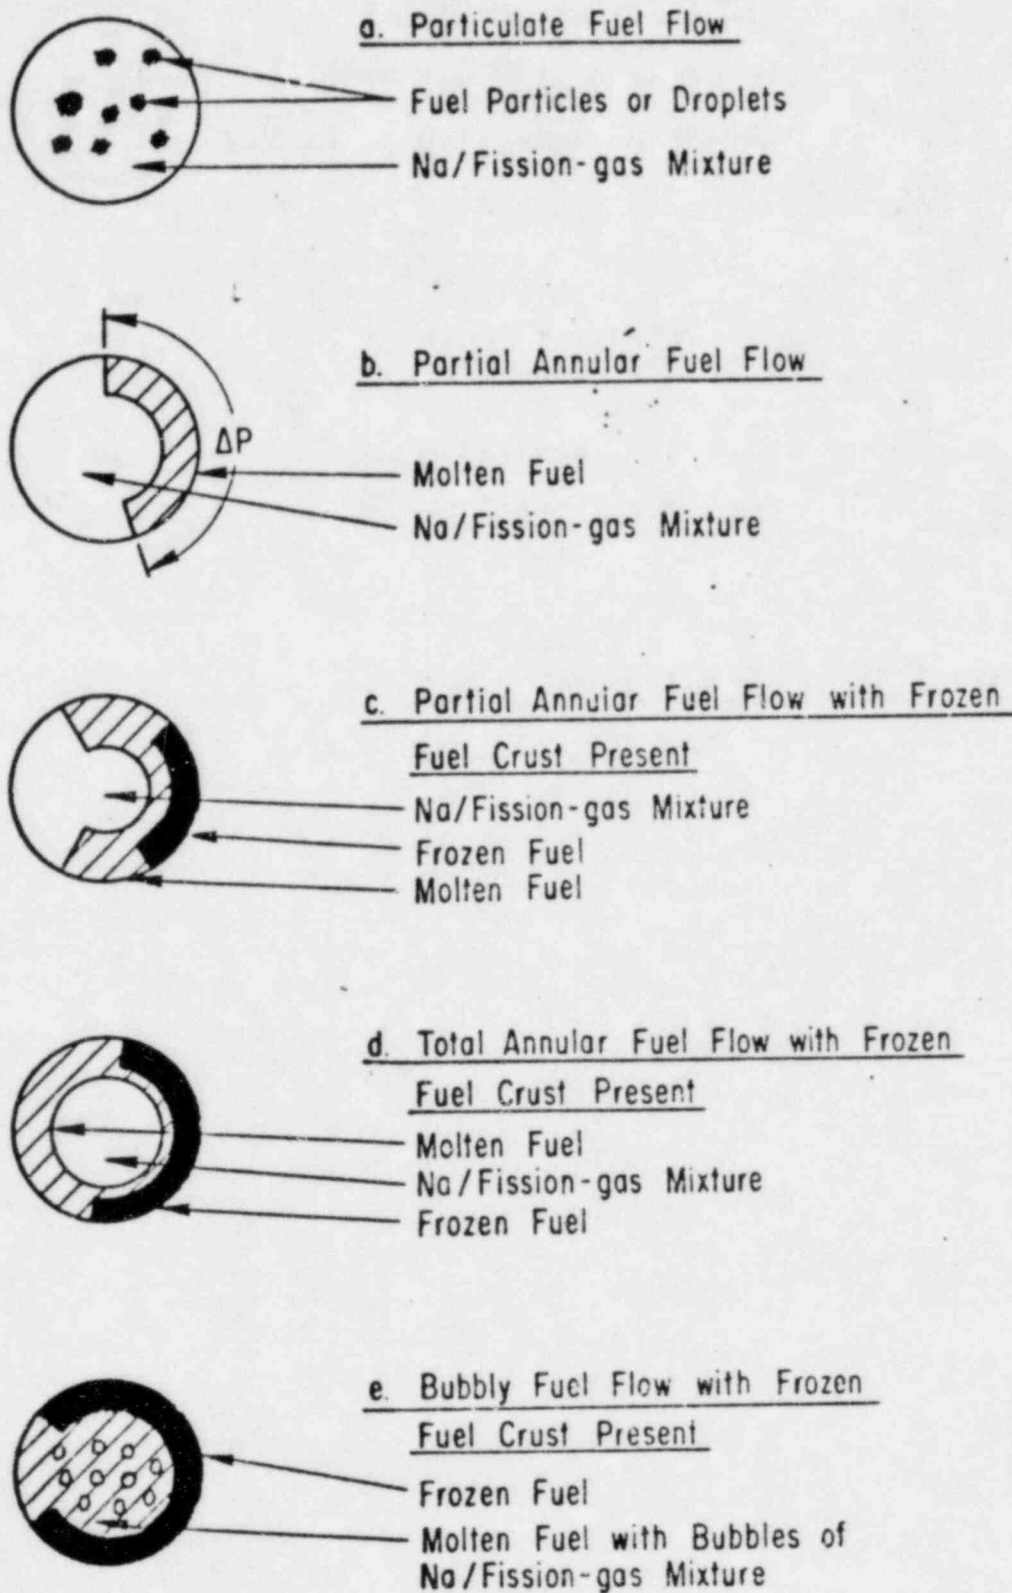 a. Particulate Fuel Flow
Fuel Particles or Droplets
Na/Fission-gas Mixture
b. Partial Annular Fuel Flow
ΔP
Molten Fuel
Na/Fission-gas Mixture
c. Partial Annular Fuel Flow with Frozen
Fuel Crust Present
Na/Fission-gas Mixture
Frozen Fuel
Molten Fuel
d. Total Annular Fuel Flow with Frozen
Fuel Crust Present
Molten Fuel
Na/Fission-gas Mixture
Frozen Fuel
e. Bubbly Fuel Flow with Frozen
Fuel Crust Present
Frozen Fuel
Molten Fuel with Bubbles of
Na/Fission-gas Mixture